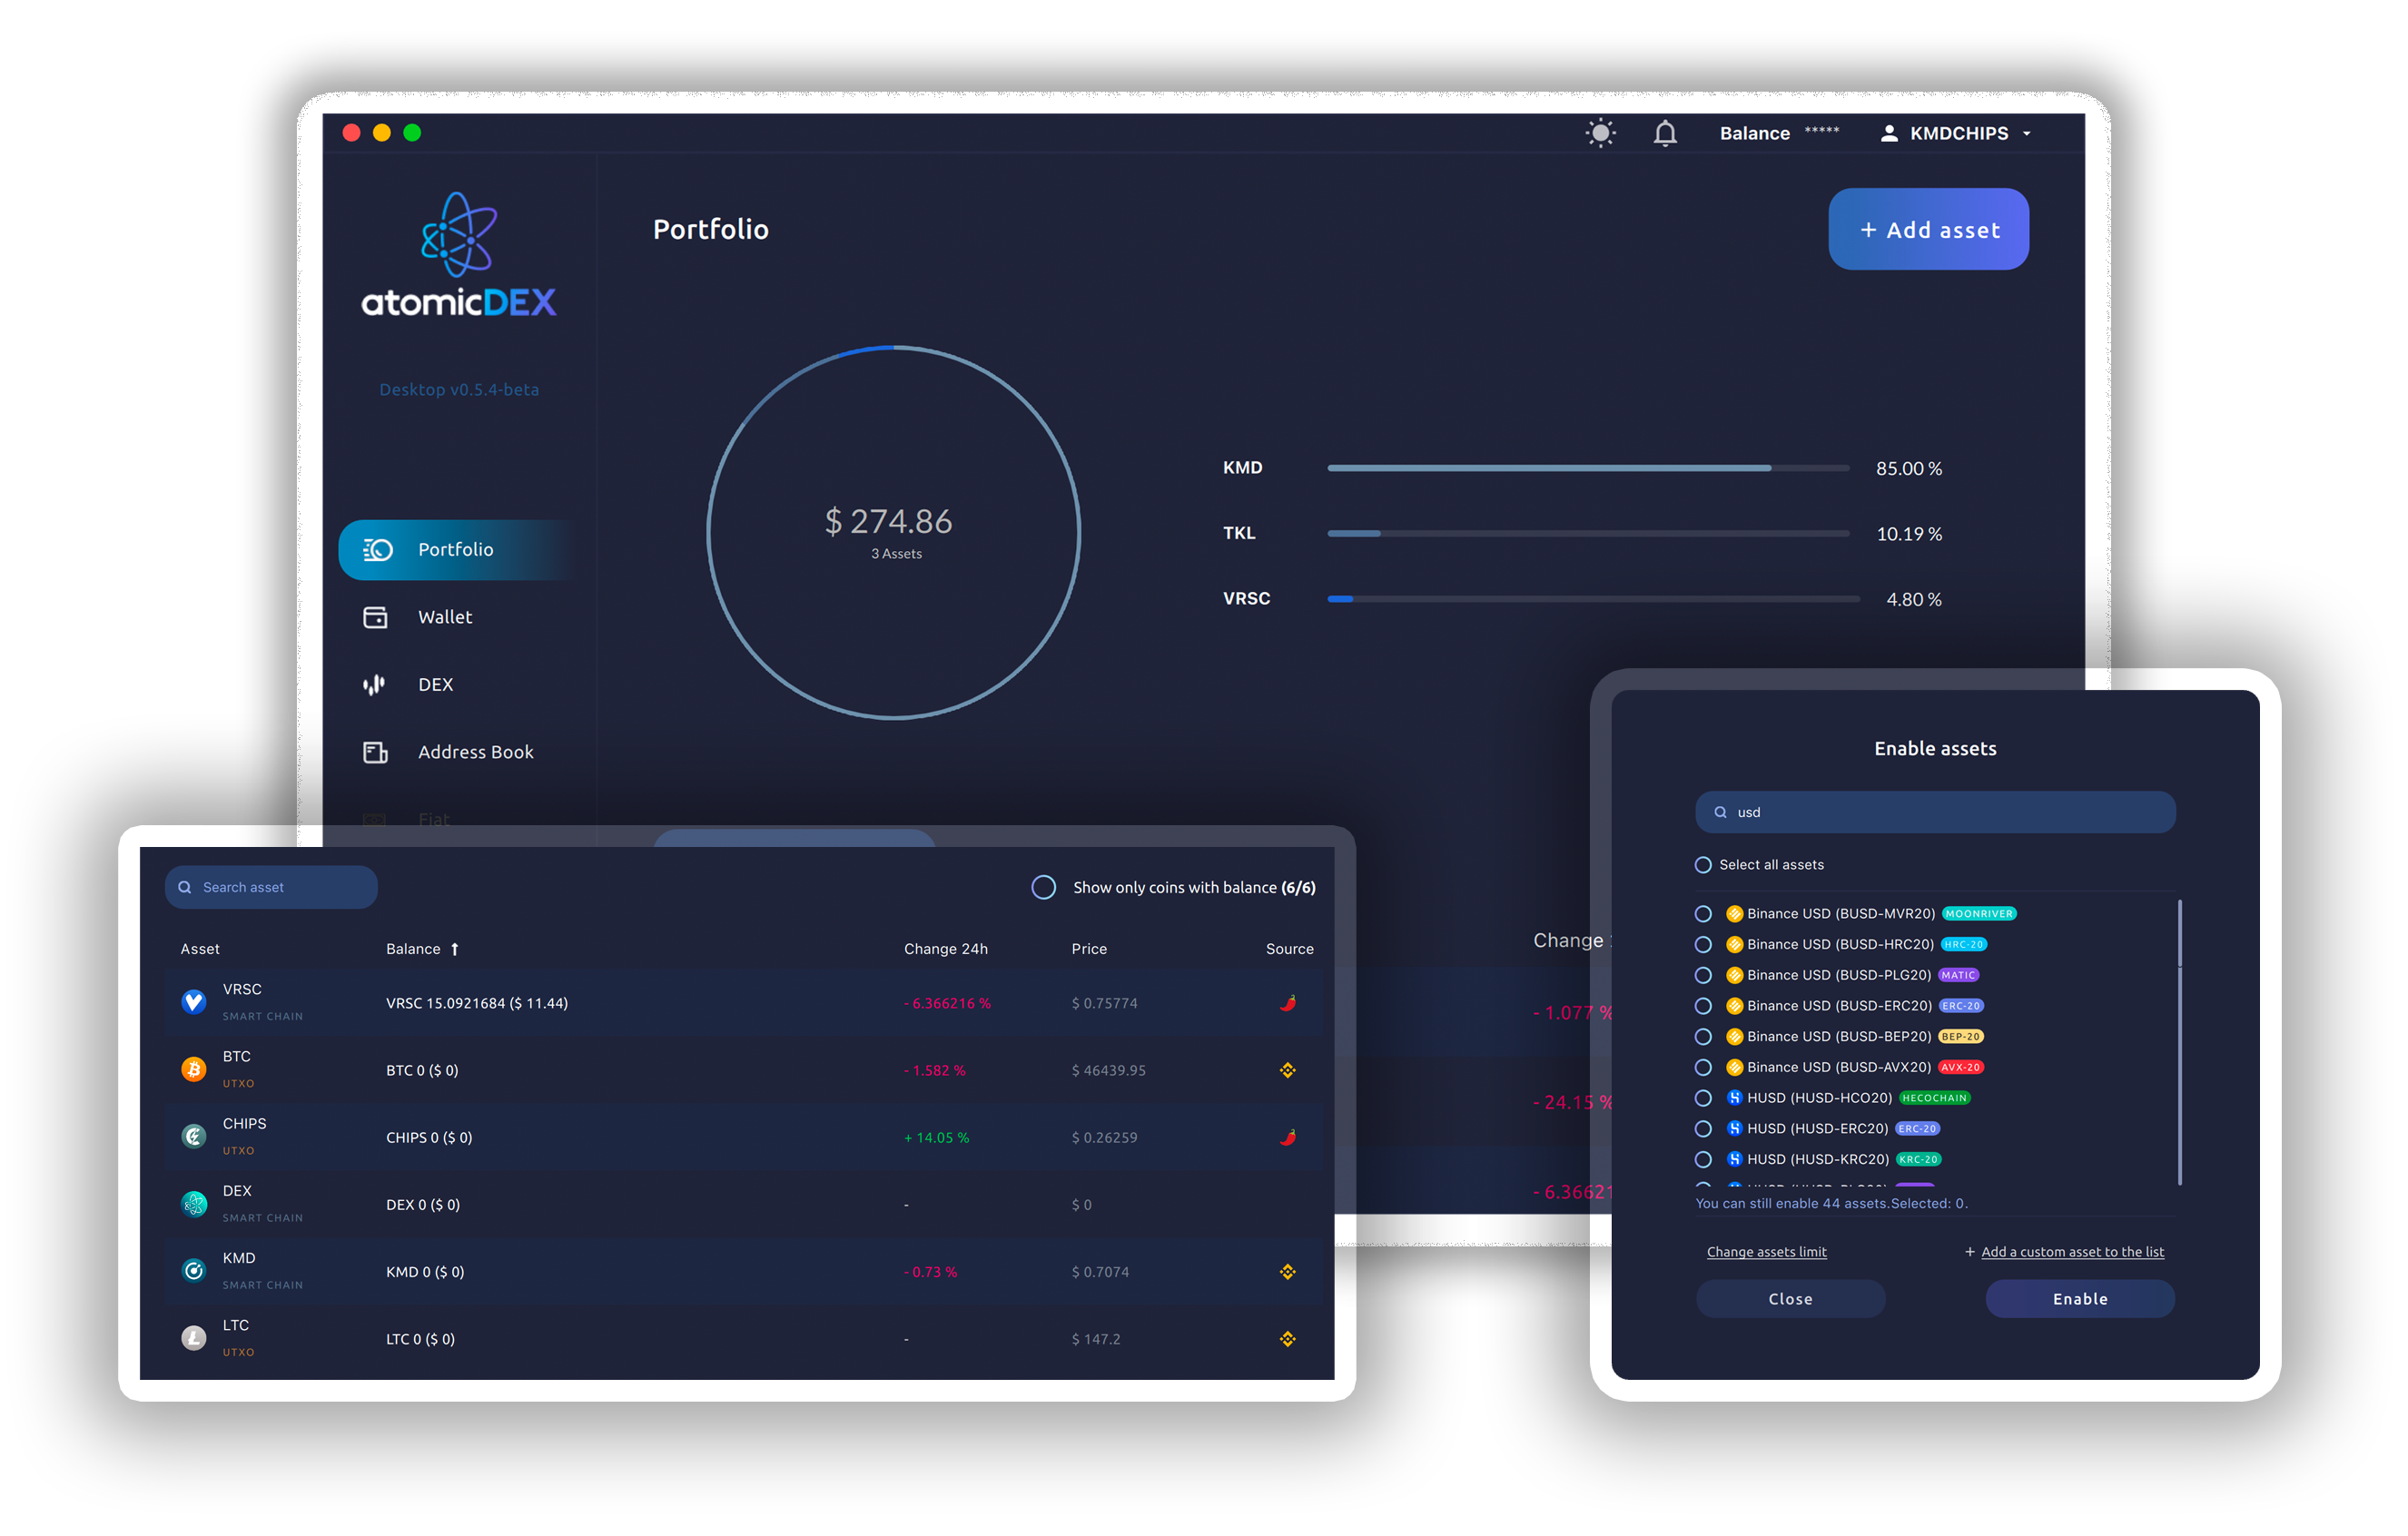 Balance *****
KMDCHIPS
atomicDEX
Desktop v0.5.4-beta
Portfolio
Wallet
DEX
Address Book
Fiat
Portfolio
+ Add asset
$ 274.86
3 Assets
KMD 85.00 %
TKL 10.19 %
VRSC 4.80 %
Change
- 1.077 %
- 24.15 %
- 6.36621
Search asset
Show only coins with balance (6/6)
Asset Balance Change 24h Price Source
VRSC
SMART CHAIN
VRSC 15.0921684 ($ 11.44) - 6.366216 % $ 0.75774
BTC
UTXO
BTC 0 ($ 0) - 1.582 % $ 46439.95
CHIPS
UTXO
CHIPS 0 ($ 0) + 14.05 % $ 0.26259
DEX
SMART CHAIN
DEX 0 ($ 0) - $ 0
KMD
SMART CHAIN
KMD 0 ($ 0) - 0.73 % $ 0.7074
LTC
UTXO
LTC 0 ($ 0) - $ 147.2
Enable assets
usd
Select all assets
Binance USD (BUSD-MVR20) MOONRIVER
Binance USD (BUSD-HRC20) HRC-20
Binance USD (BUSD-PLG20) MATIC
Binance USD (BUSD-ERC20) ERC-20
Binance USD (BUSD-BEP20) BEP-20
Binance USD (BUSD-AVX20) AVX-20
HUSD (HUSD-HCO20) HECOCHAIN
HUSD (HUSD-ERC20) ERC-20
HUSD (HUSD-KRC20) KRC-20
You can still enable 44 assets.Selected: 0.
Change assets limit
+ Add a custom asset to the list
Close
Enable